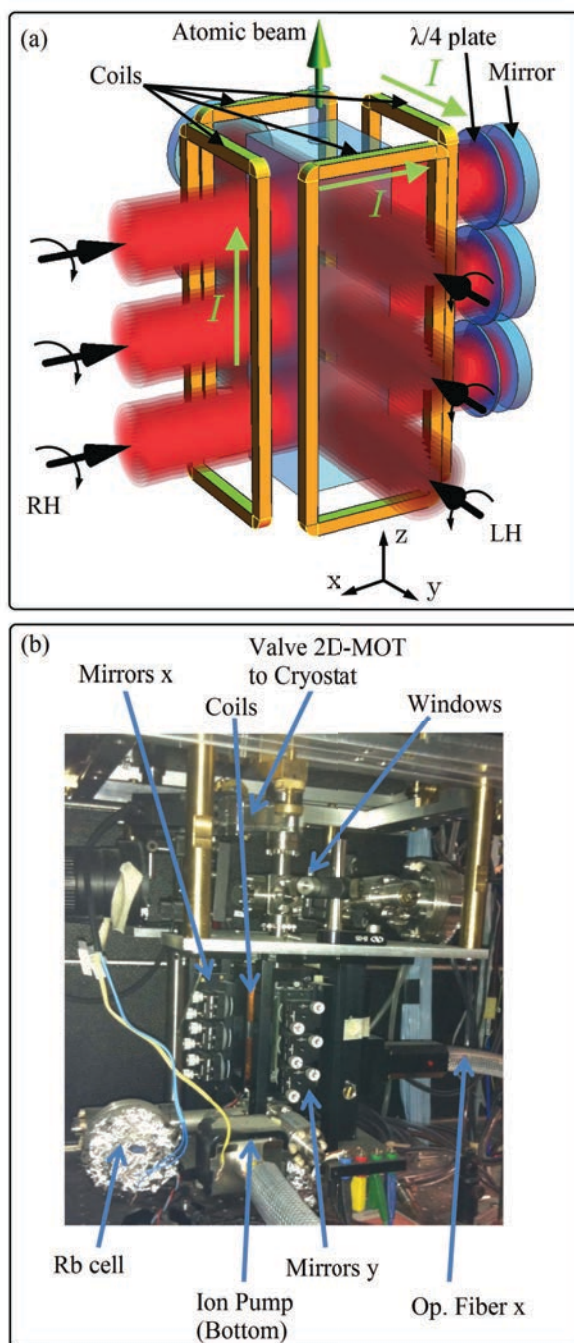 (a)
Atomic beam
λ/4 plate
Coils
I
Mirror
I
I
RH
LH
z
x
y
(b)
Valve 2D-MOT
to Cryostat
Mirrors x
Coils
Windows
Rb cell
Mirrors y
Ion Pump
(Bottom)
Op. Fiber x